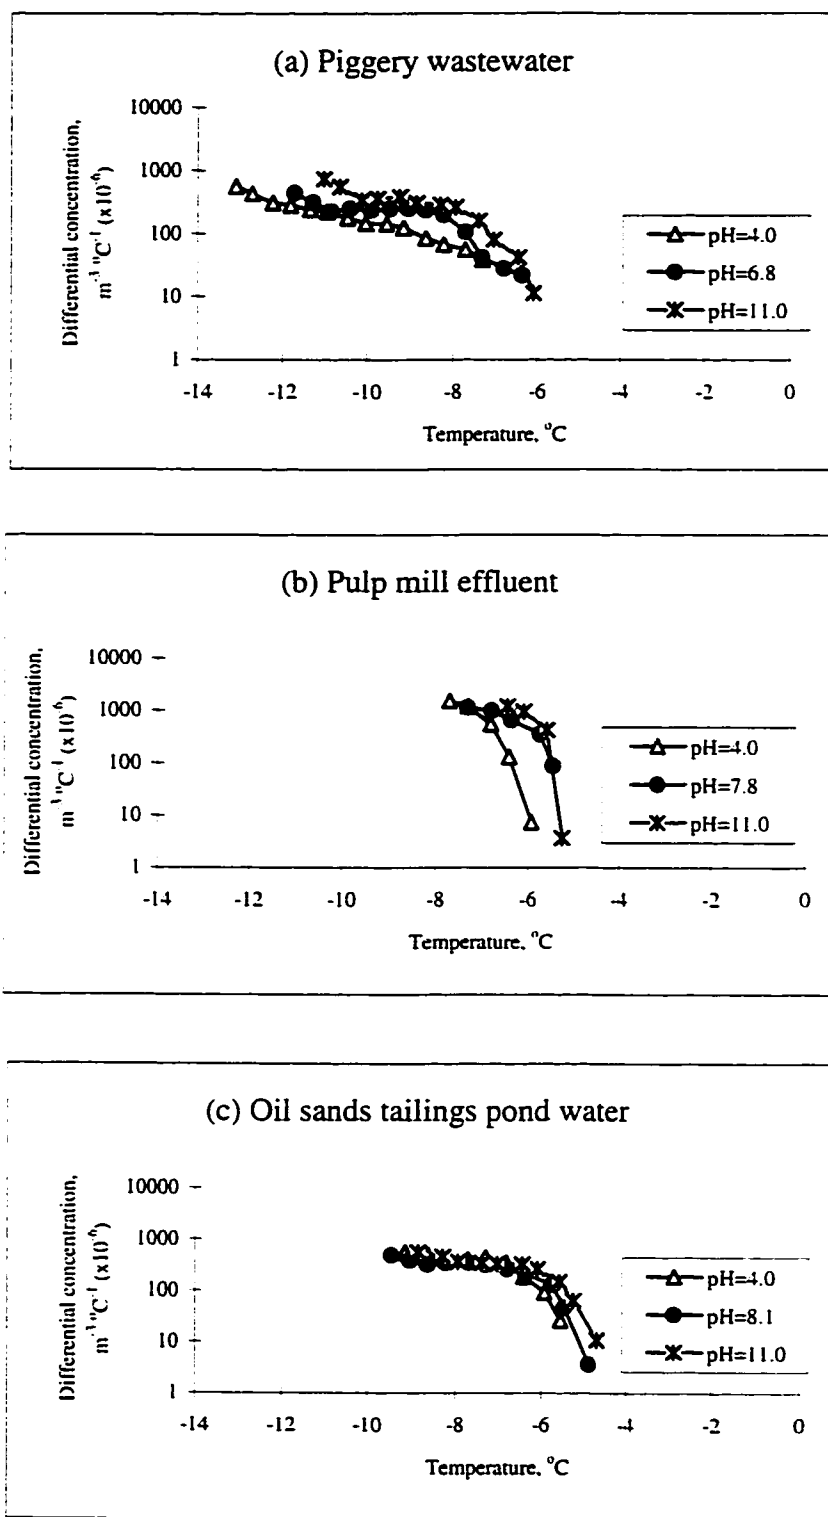 (a) Piggery wastewater
Differential concentration,
m⁻³ °C⁻¹ (x10⁻⁶)
10000
1000
100
10
1
-14 -12 -10 -8 -6 -4 -2 0
Temperature, °C
pH=4.0
pH=6.8
pH=11.0
(b) Pulp mill effluent
Differential concentration,
m⁻³ °C⁻¹ (x10⁻⁶)
10000
1000
100
10
1
-14 -12 -10 -8 -6 -4 -2 0
Temperature, °C
pH=4.0
pH=7.8
pH=11.0
(c) Oil sands tailings pond water
Differential concentration,
m⁻³ °C⁻¹ (x10⁻⁶)
10000
1000
100
10
1
-14 -12 -10 -8 -6 -4 -2 0
Temperature, °C
pH=4.0
pH=8.1
pH=11.0